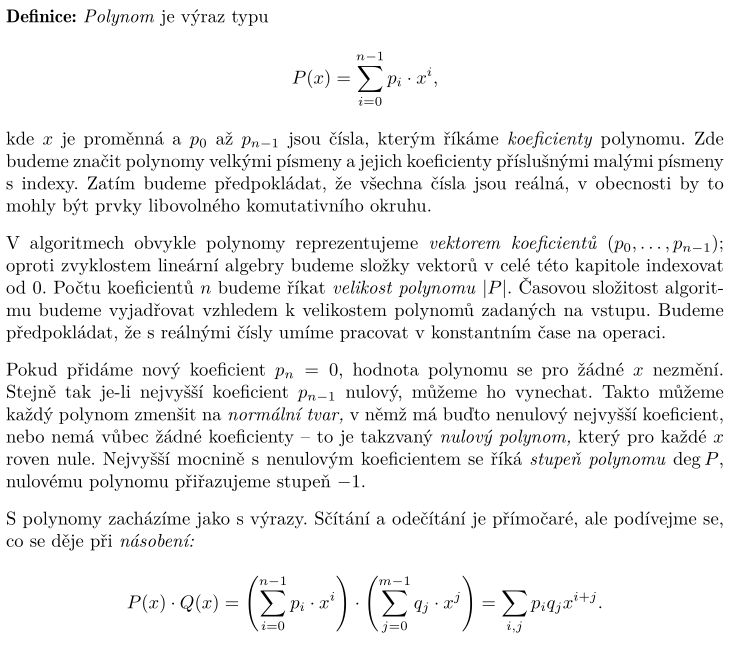 Definice: Polynom je výraz typu
P(x) = \sum_{i=0}^{n-1} p_i · x^i,
kde x je proměnná a p_0 až p_{n−1} jsou čísla, kterým říkáme koeficienty polynomu. Zde
budeme značit polynomy velkými písmeny a jejich koeficienty příslušnými malými písmeny
s indexy. Zatím budeme předpokládat, že všechna čísla jsou reálná, v obecnosti by to
mohly být prvky libovolného komutativního okruhu.
V algoritmech obvykle polynomy reprezentujeme vektorem koeficientů (p_0, . . . , p_{n−1});
oproti zvyklostem lineární algebry budeme složky vektorů v celé této kapitole indexovat
od 0. Počtu koeficientů n budeme říkat velikost polynomu |P|. Časovou složitost algorit-
mu budeme vyjadřovat vzhledem k velikostem polynomů zadaných na vstupu. Budeme
předpokládat, že s reálnými čísly umíme pracovat v konstantním čase na operaci.
Pokud přidáme nový koeficient p_n = 0, hodnota polynomu se pro žádné x nezmění.
Stejně tak je-li nejvyšší koeficient p_{n−1} nulový, můžeme ho vynechat. Takto můžeme
každý polynom zmenšit na normální tvar, v němž má buďto nenulový nejvyšší koeficient,
nebo nemá vůbec žádné koeficienty – to je takzvaný nulový polynom, který pro každé x
roven nule. Nejvyšší mocnině s nenulovým koeficientem se říká stupeň polynomu deg P,
nulovému polynomu přiřazujeme stupeň −1.
S polynomy zacházíme jako s výrazy. Sčítání a odečítání je přímočaré, ale podívejme se,
co se děje při násobení:
P(x) · Q(x) = \left( \sum_{i=0}^{n-1} p_i · x^i \right) · \left( \sum_{j=0}^{m-1} q_j · x^j \right) = \sum_{i,j} p_i q_j x^{i+j}.